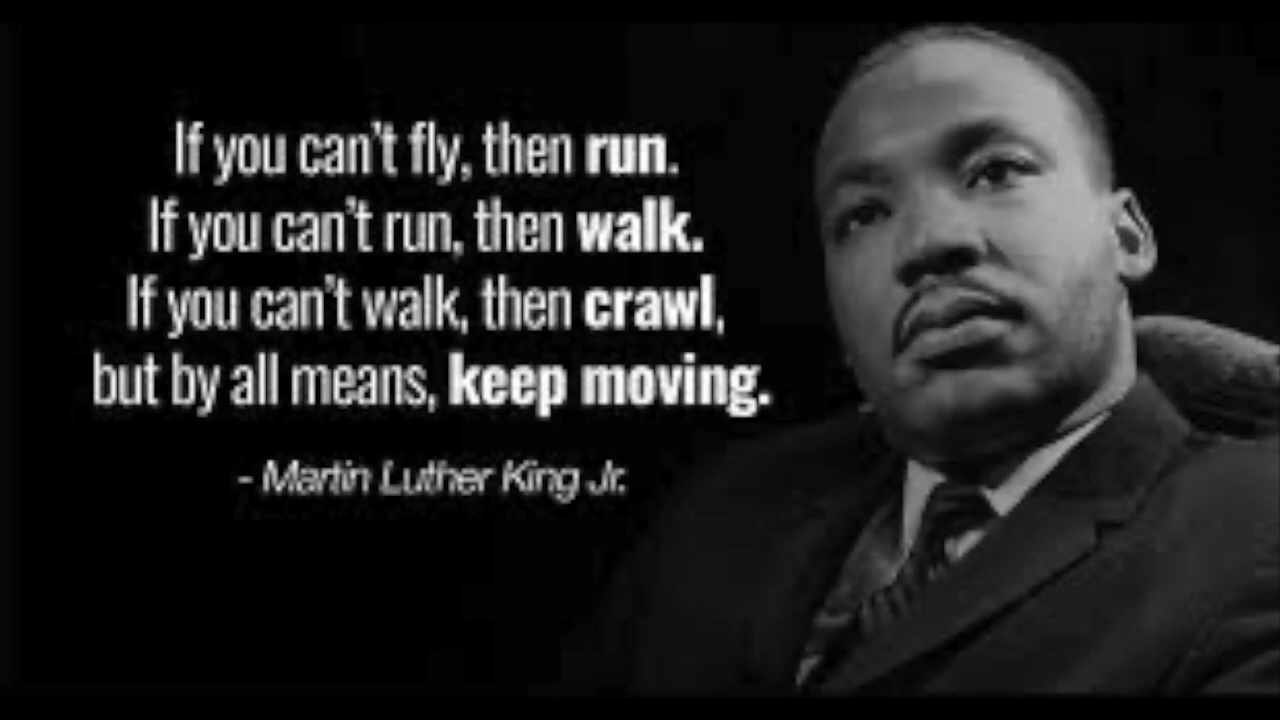 If you can't fly, then run.
If you can't run, then walk.
If you can't walk, then crawl,
but by all means, keep moving.
- Martin Luther King Jr.